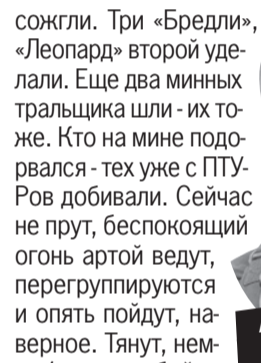 сожгли. Три «Бредли»,
«Леопард» второй уде-
лали. Еще два минных
тральщика шли - их то-
же. Кто на мине подо-
рвался - тех уже с ПТУ-
Ров добивали. Сейчас
не прут, беспокоящий
огонь артой ведут,
перегруппируются
и опять пойдут, на-
верное. Тянут, нем-